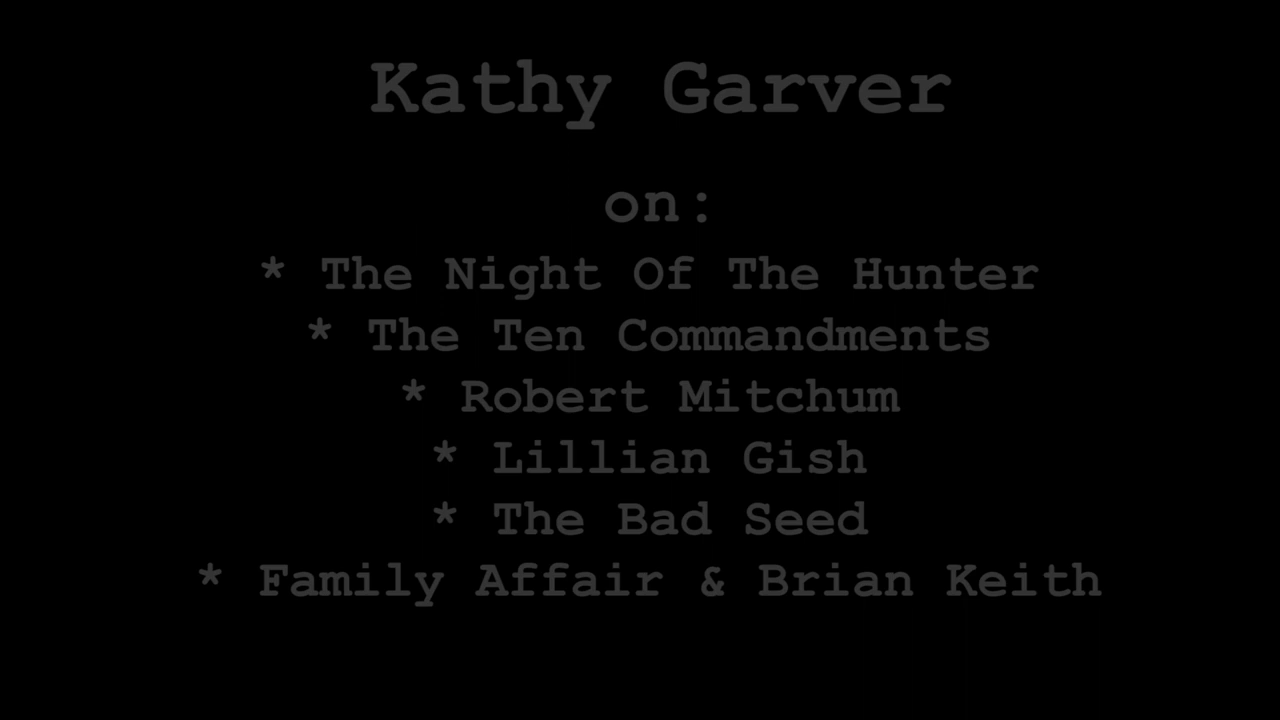 Kathy Garver
on:
* The Night Of The Hunter
* The Ten Commandments
* Robert Mitchum
* Lillian Gish
* The Bad Seed
* Family Affair & Brian Keith